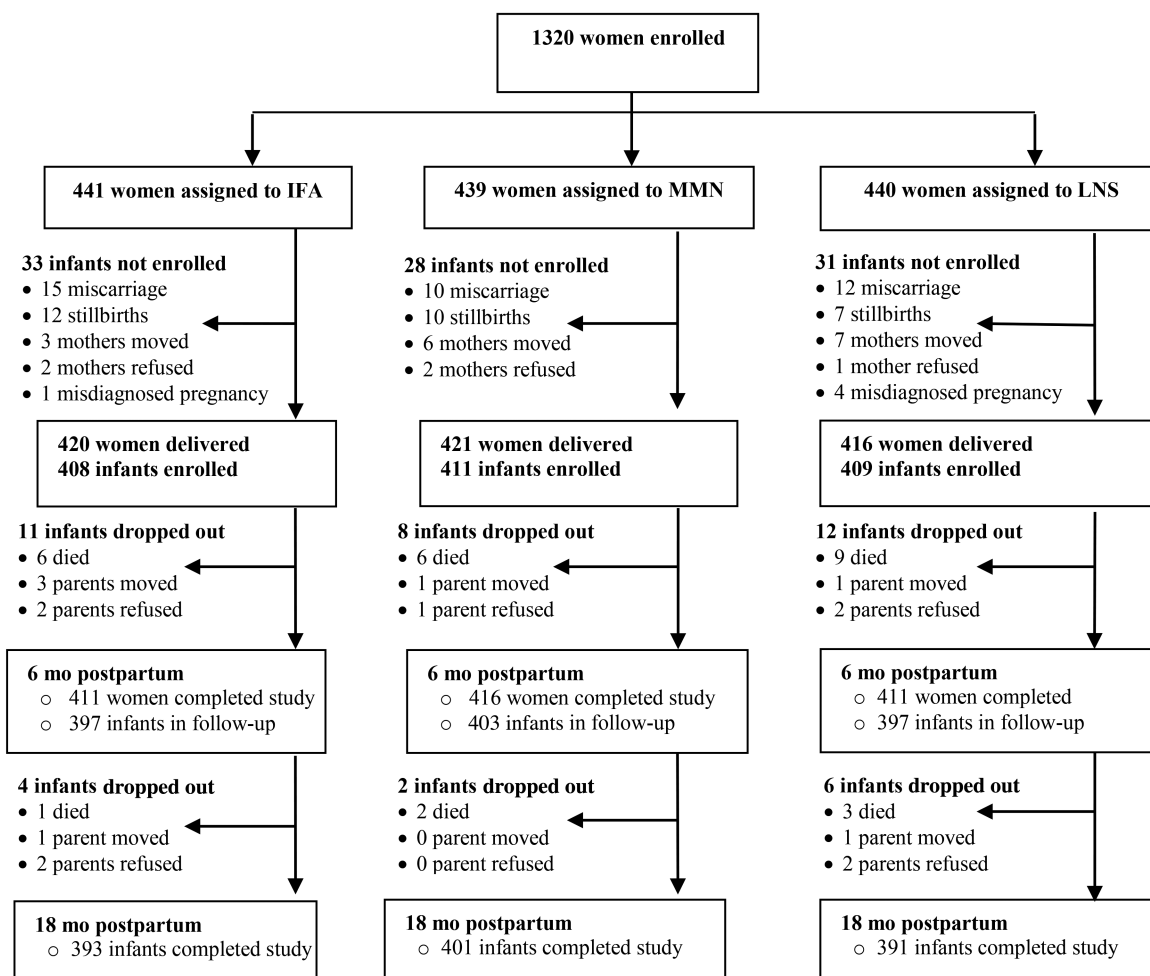 1320 women enrolled
441 women assigned to IFA
439 women assigned to MMN
440 women assigned to LNS
33 infants not enrolled
• 15 miscarriage
• 12 stillbirths
• 3 mothers moved
• 2 mothers refused
• 1 misdiagnosed pregnancy
28 infants not enrolled
• 10 miscarriage
• 10 stillbirths
• 6 mothers moved
• 2 mothers refused
31 infants not enrolled
• 12 miscarriage
• 7 stillbirths
• 7 mothers moved
• 1 mother refused
• 4 misdiagnosed pregnancy
420 women delivered
408 infants enrolled
421 women delivered
411 infants enrolled
416 women delivered
409 infants enrolled
11 infants dropped out
• 6 died
• 3 parents moved
• 2 parents refused
8 infants dropped out
• 6 died
• 1 parent moved
• 1 parent refused
12 infants dropped out
• 9 died
• 1 parent moved
• 2 parents refused
6 mo postpartum
o 411 women completed study
o 397 infants in follow-up
6 mo postpartum
o 416 women completed study
o 403 infants in follow-up
6 mo postpartum
o 411 women completed
o 397 infants in follow-up
4 infants dropped out
• 1 died
• 1 parent moved
• 2 parents refused
2 infants dropped out
• 2 died
• 0 parent moved
• 0 parent refused
6 infants dropped out
• 3 died
• 1 parent moved
• 2 parents refused
18 mo postpartum
o 393 infants completed study
18 mo postpartum
o 401 infants completed study
18 mo postpartum
o 391 infants completed study